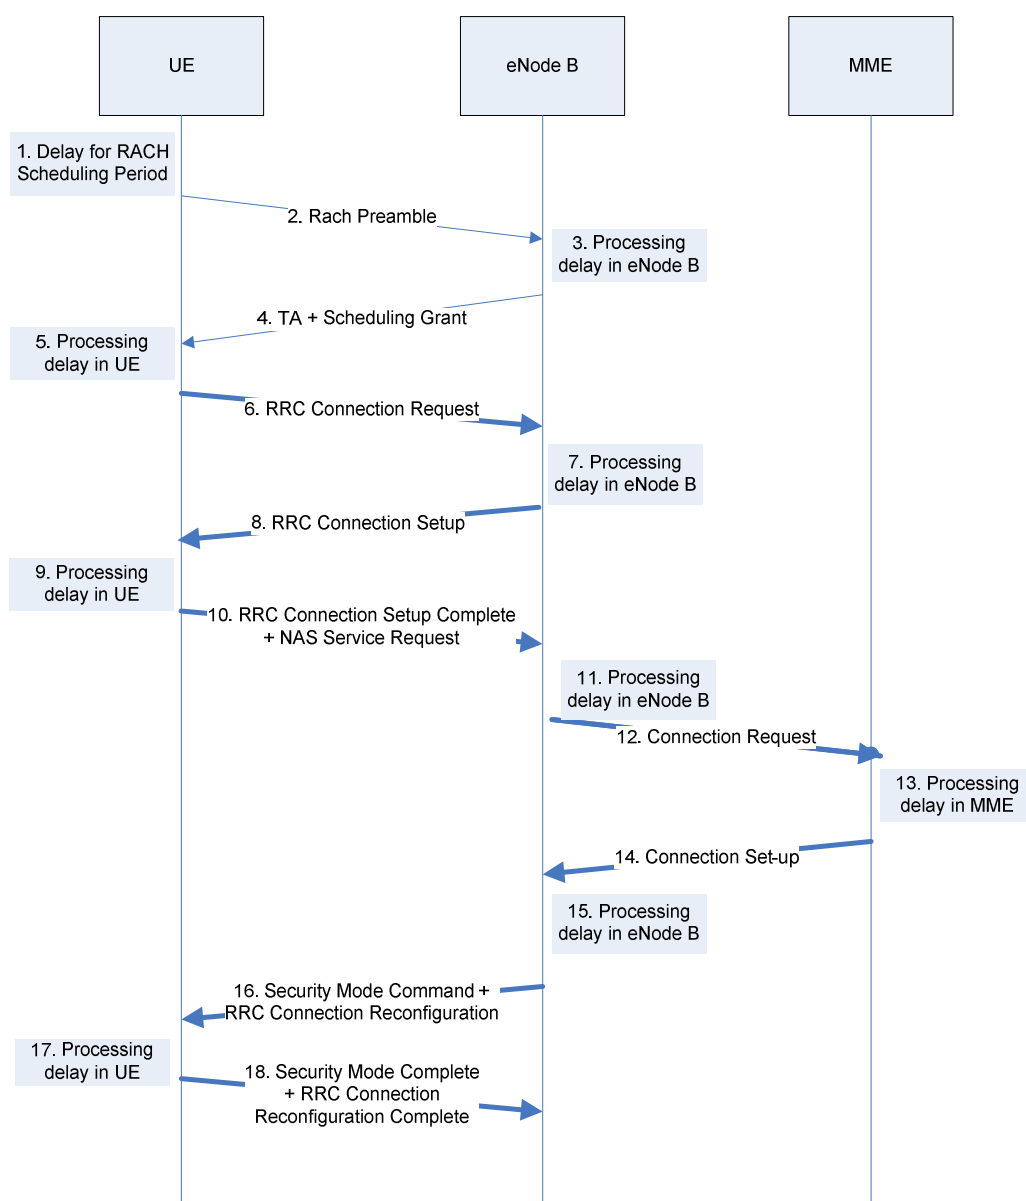 UE
eNode B
MME
1. Delay for RACH
Scheduling Period
2. Rach Preamble
3. Processing
delay in eNode B
4. TA + Scheduling Grant
5. Processing
delay in UE
6. RRC Connection Request
7. Processing
delay in eNode B
8. RRC Connection Setup
9. Processing
delay in UE
10. RRC Connection Setup Complete
+ NAS Service Request
11. Processing
delay in eNode B
12. Connection Request
13. Processing
delay in MME
14. Connection Set-up
15. Processing
delay in eNode B
16. Security Mode Command +
RRC Connection Reconfiguration
17. Processing
delay in UE
18. Security Mode Complete
+ RRC Connection
Reconfiguration Complete